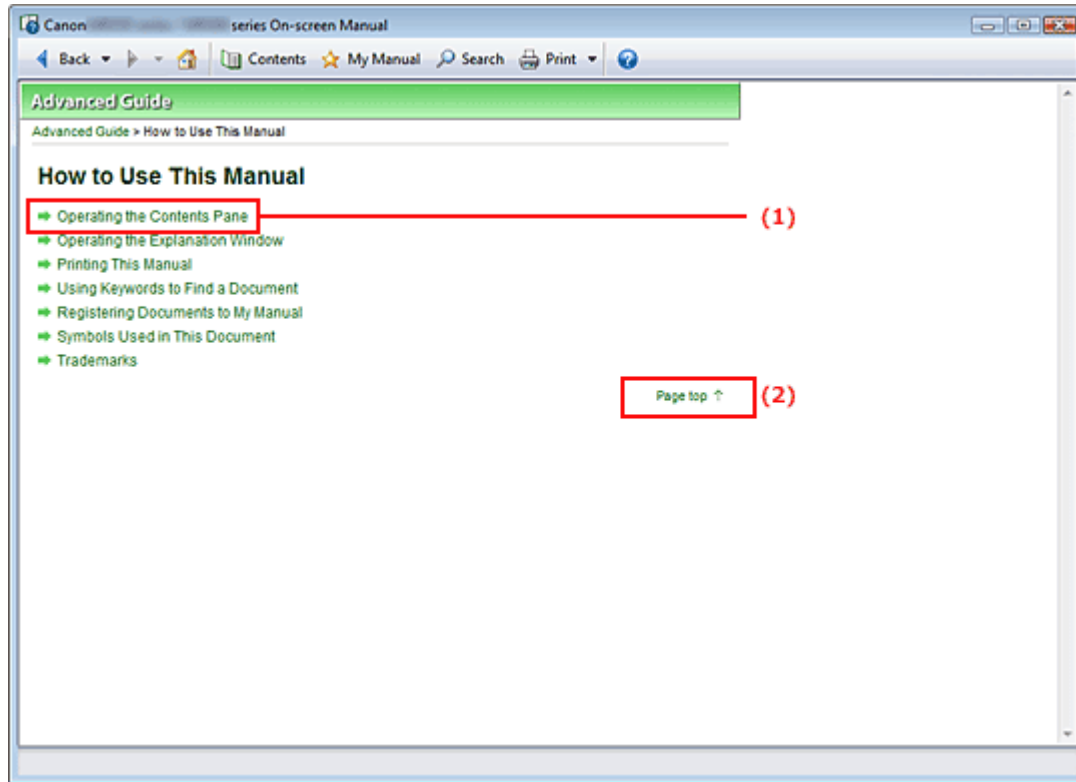 Canon series On-screen Manual
Back Contents My Manual Search Print
Advanced Guide
Advanced Guide > How to Use This Manual
How to Use This Manual
Operating the Contents Pane (1)
Operating the Explanation Window
Printing This Manual
Using Keywords to Find a Document
Registering Documents to My Manual
Symbols Used in This Document
Trademarks
Page top ↑ (2)